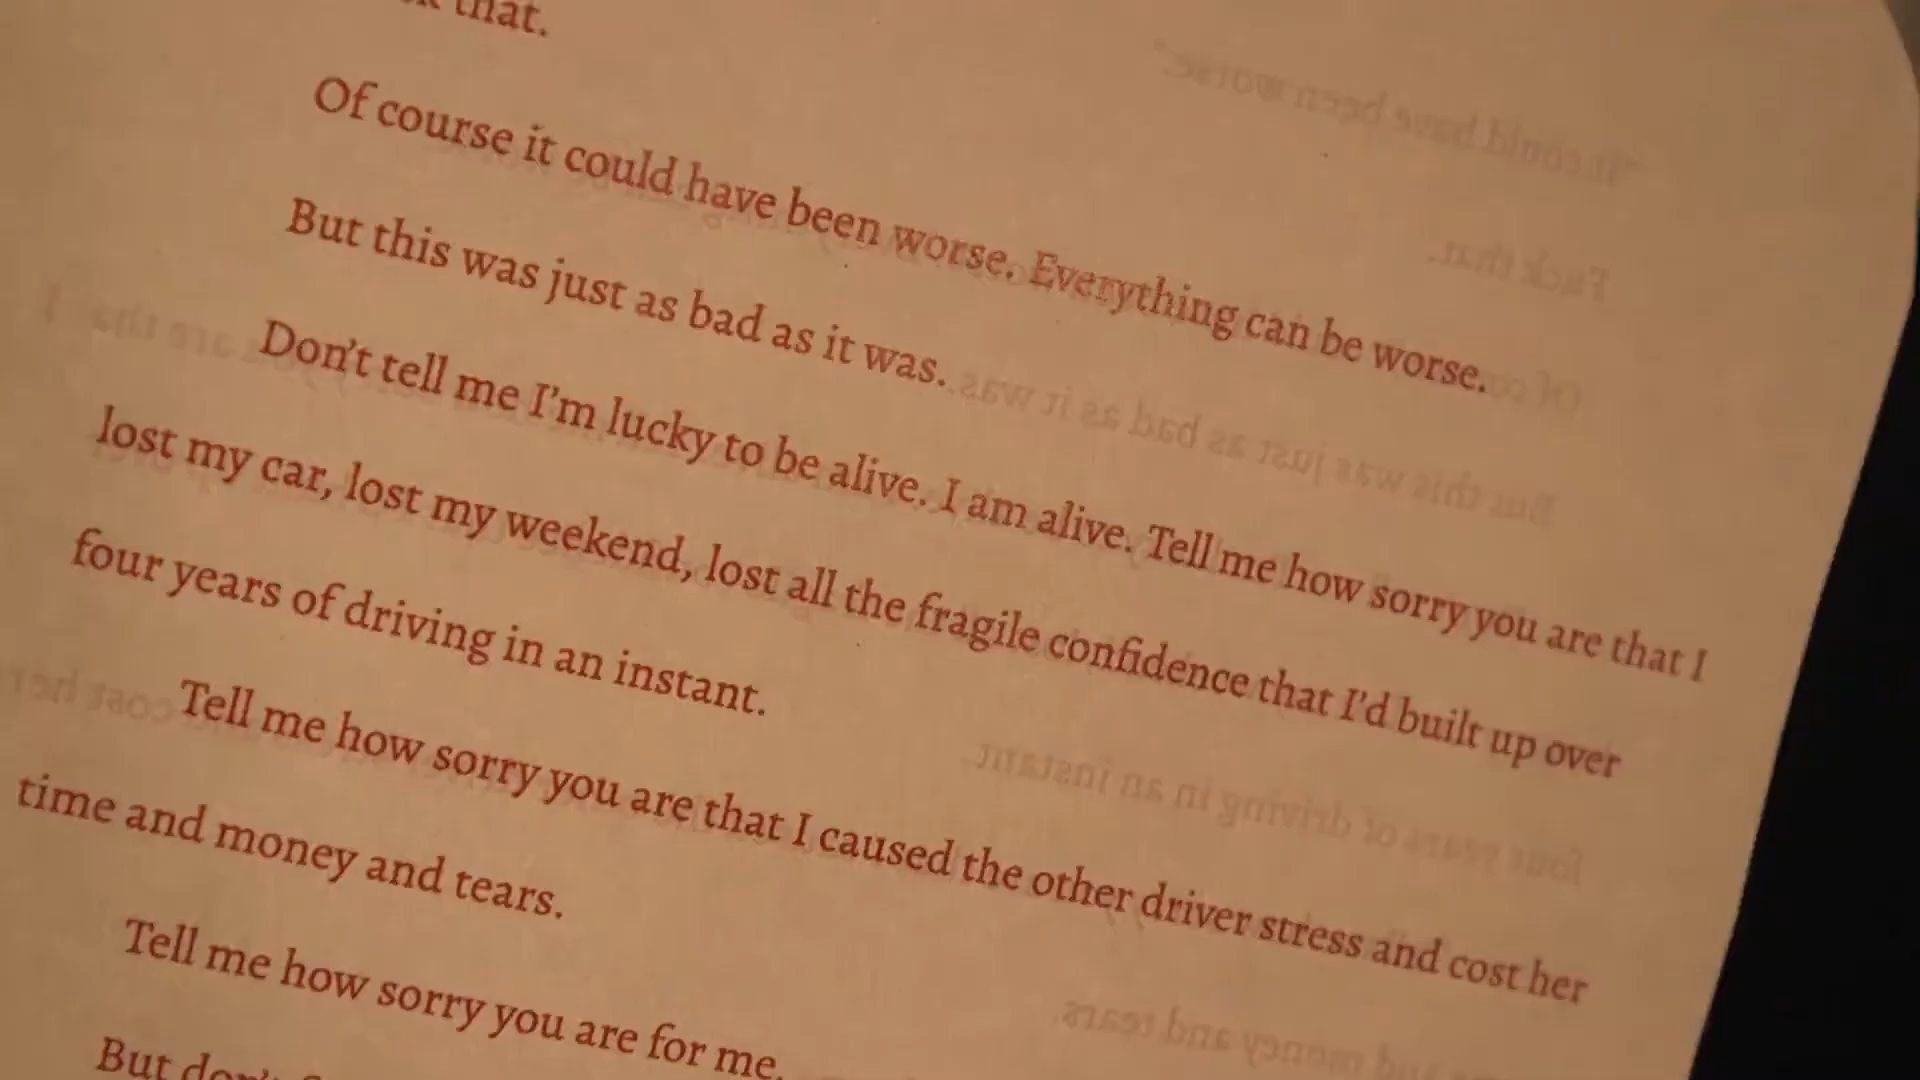 that.
Of course it could have been worse. Everything can be worse.
But this was just as bad as it was.
Don't tell me I'm lucky to be alive. I am alive. Tell me how sorry you are that I
lost my car, lost my weekend, lost all the fragile confidence that I'd built up over
four years of driving in an instant.
Tell me how sorry you are that I caused the other driver stress and cost her
time and money and tears.
Tell me how sorry you are for me.
But don't